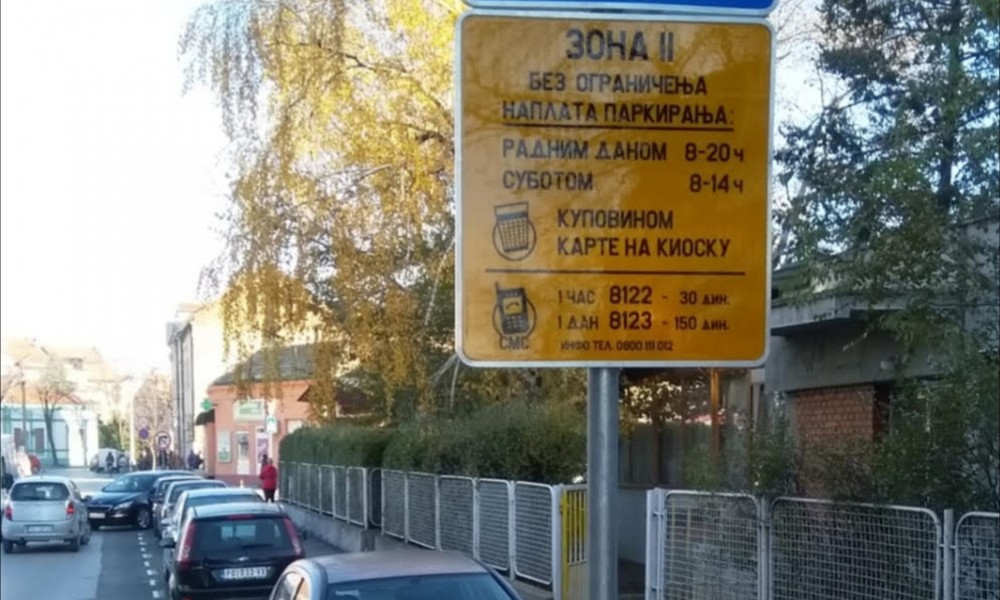 ЗОНА II
БЕЗ ОГРАНИЧЕЊА
НАПЛАТА ПАРКИРАЊА:
РАДНИМ ДАНОМ 8-20 ч
СУБОТОМ 8-14 ч
КУПОВИНОМ
КАРТЕ НА КИОСКУ
1 ЧАС 8122 - 30 дин.
1 ДАН 8123 - 150 дин.
СМС
ИНФО ТЕЛ. 0800 111 012